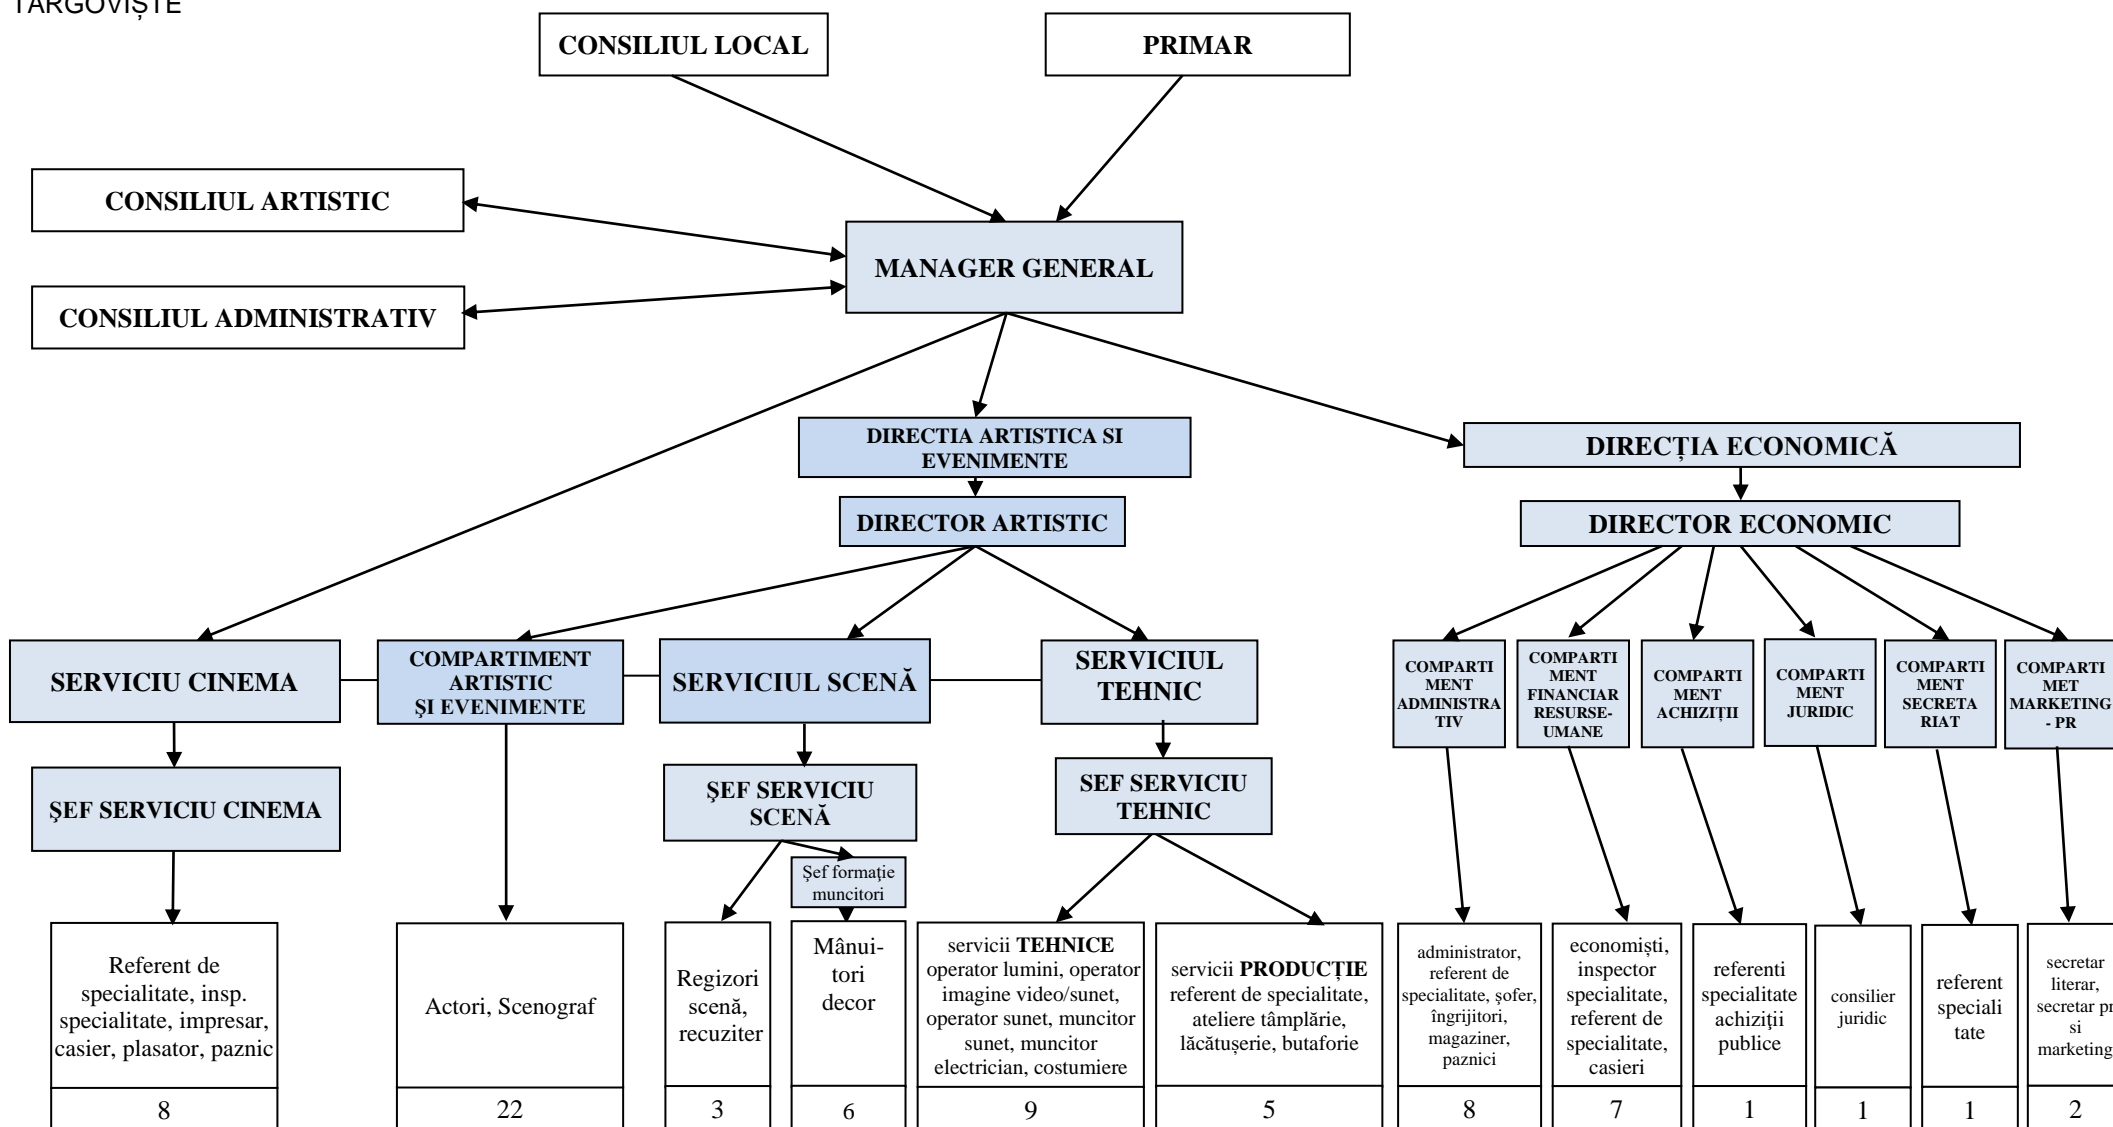 TÂRGOVIȘTE
CONSILIUL LOCAL
PRIMAR
CONSILIUL ARTISTIC
MANAGER GENERAL
CONSILIUL ADMINISTRATIV
DIRECTIA ARTISTICA SI
EVENIMENTE
DIRECȚIA ECONOMICĂ
DIRECTOR ARTISTIC
DIRECTOR ECONOMIC
SERVICIU CINEMA
COMPARTIMENT
ARTISTIC
ŞI EVENIMENTE
SERVICIUL SCENĂ
SERVICIUL
TEHNIC
COMPARTI
MENT
ADMINISTRA
TIV
COMPARTI
MENT
FINANCIAR
RESURSE-
UMANE
COMPARTI
MENT
ACHIZIȚII
COMPARTI
MENT
JURIDIC
COMPARTI
MENT
SECRETA
RIAT
COMPARTI
MET
MARKETING
- PR
ŞEF SERVICIU CINEMA
ŞEF SERVICIU
SCENĂ
SEF SERVICIU
TEHNIC
Şef formaţie
muncitori
Referent de
specialitate, insp.
specialitate, impresar,
casier, plasator, paznic
8
Actori, Scenograf
22
Regizori
scenă,
recuziter
3
Mânui-
tori
decor
6
servicii TEHNICE
operator lumini, operator
imagine video/sunet,
operator sunet, muncitor
sunet, muncitor
electrician, costumiere
9
servicii PRODUCȚIE
referent de specialitate,
ateliere tâmplărie,
lăcătușerie, butaforie
5
administrator,
referent de
specialitate, şofer,
îngrijitori,
magaziner,
paznici
8
economiști,
inspector
specialitate,
referent de
specialitate,
casieri
7
referenti
specialitate
achiziţii
publice
1
consilier
juridic
1
referent
speciali
tate
1
secretar
literar,
secretar pr
si
marketing
2